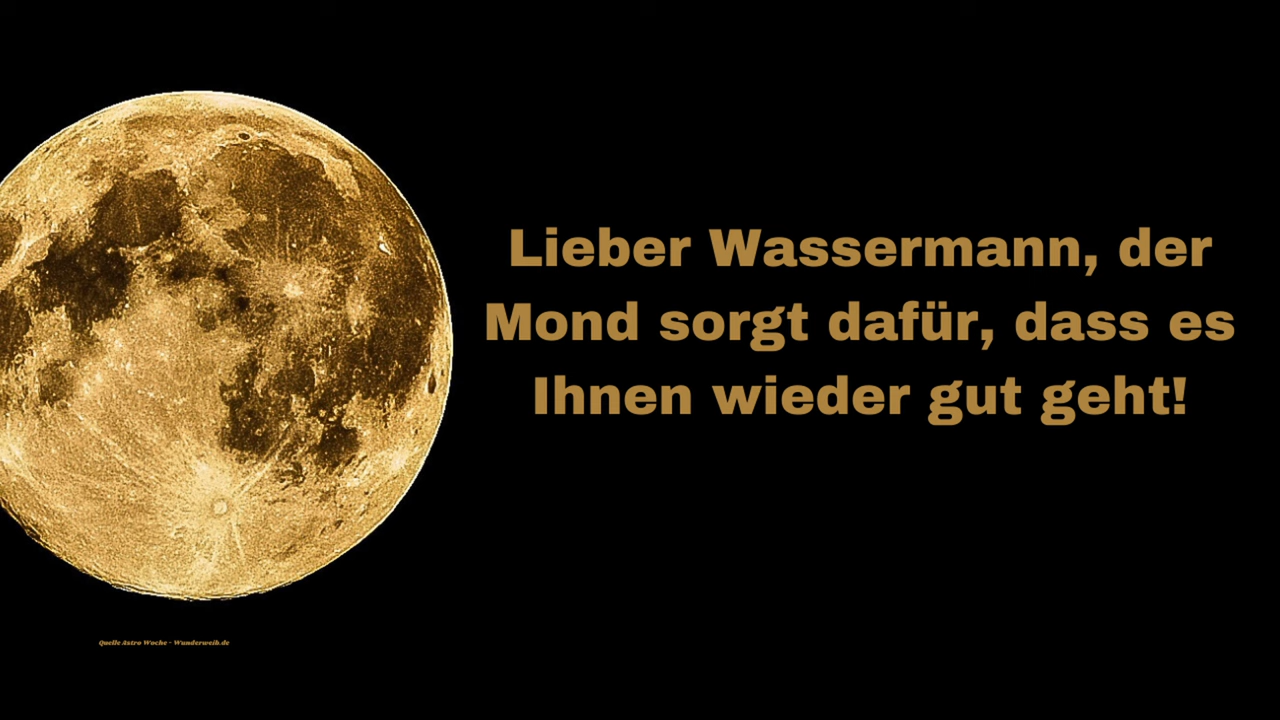 Lieber Wassermann, der
Mond sorgt dafür, dass es
Ihnen wieder gut geht!
Quelle Astro Woche - Wunderweib.de